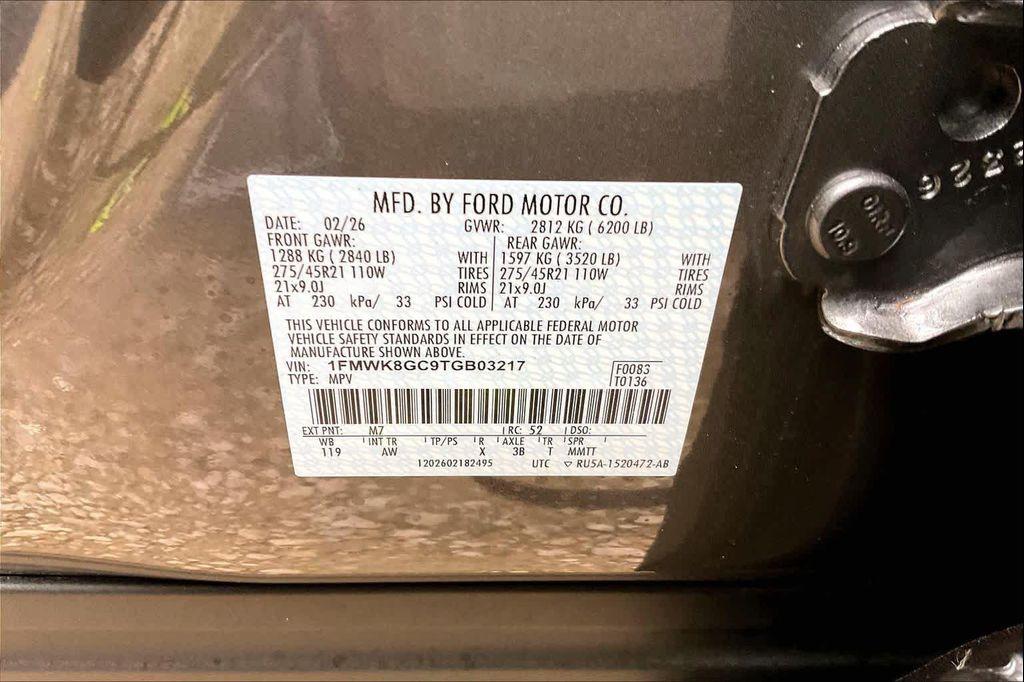 MFD. BY FORD MOTOR CO.
DATE: 02/26 GVWR: 2812 KG ( 6200 LB)
FRONT GAWR: REAR GAWR:
1288 KG ( 2840 LB) WITH 1597 KG ( 3520 LB) WITH
275/45R21 110W TIRES 275/45R21 110W TIRES
21x9.0J RIMS 21x9.0J RIMS
AT 230 kPa/ 33 PSI COLD AT 230 kPa/ 33 PSI COLD
THIS VEHICLE CONFORMS TO ALL APPLICABLE FEDERAL MOTOR
VEHICLE SAFETY STANDARDS IN EFFECT ON THE DATE OF
MANUFACTURE SHOWN ABOVE.
VIN: 1FMWK8GC9TGB03217 F0083
TYPE: MPV T0136
EXT PNT: M7 RC: 52 DSO:
WB INT TR TP/PS R AXLE TR SPR
119 AW X 3B T MMTT
1202602182495 UTC ▽ RU5A-1520472-AB
10.9